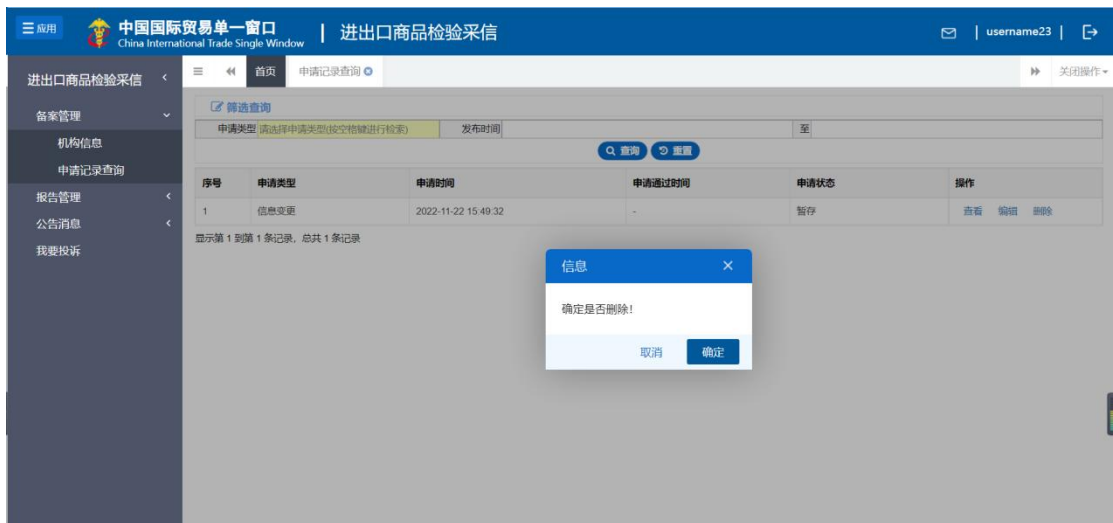 应用
中国国际贸易单一窗口 | 进出口商品检验采信
China International Trade Single Window
username23
进出口商品检验采信
首页 申请记录查询 关闭操作
备案管理
机构信息
申请记录查询
报告管理
公告消息
我要投诉
筛选查询
申请类型 请选择申请类型(按空格键进行检索) 发布时间 至
查询 重置
序号 申请类型 申请时间 申请通过时间 申请状态 操作
1 信息变更 2022-11-22 15:49:32 - 暂存 查看 编辑 删除
显示第 1 到第 1 条记录，总共 1 条记录
信息
确定是否删除!
取消 确定